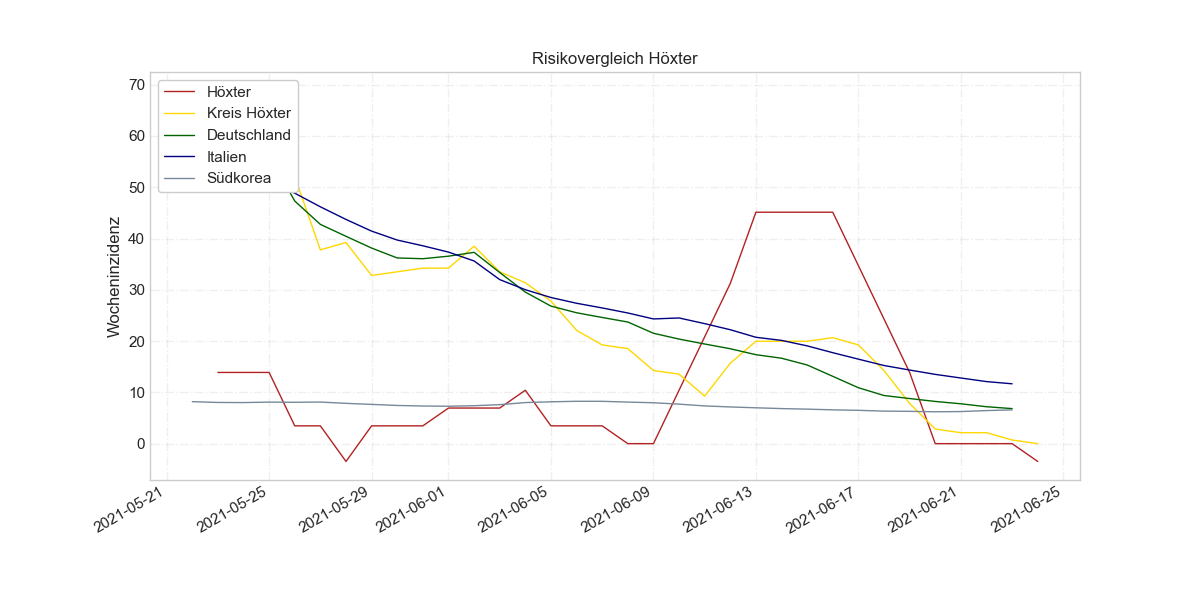 Risikovergleich Höxter
Wocheninzidenz
70
60
50
40
30
20
10
0
Höxter
Kreis Höxter
Deutschland
Italien
Südkorea
2021-05-21
2021-05-25
2021-05-29
2021-06-01
2021-06-05
2021-06-09
2021-06-13
2021-06-17
2021-06-21
2021-06-25